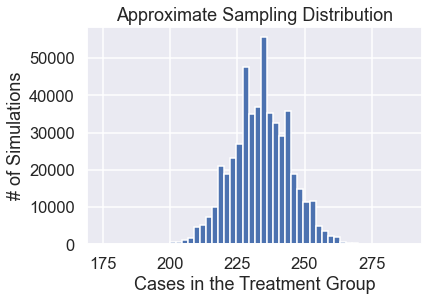 Approximate Sampling Distribution
# of Simulations
50000
40000
30000
20000
10000
0
175 200 225 250 275
Cases in the Treatment Group